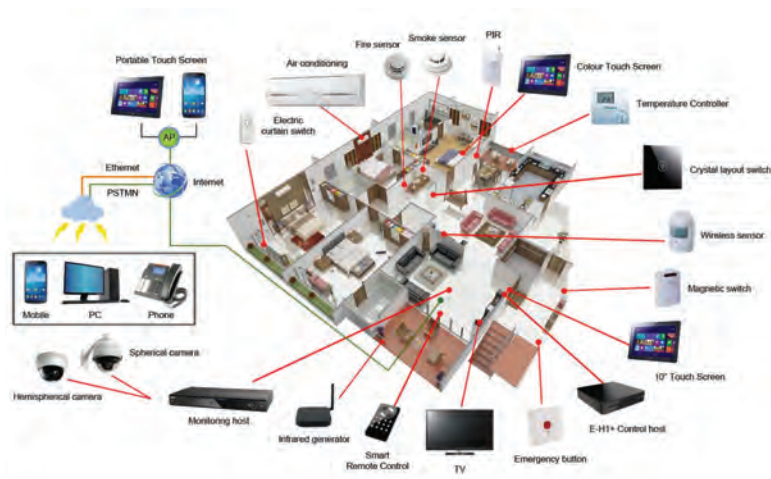 Portable Touch Screen
AP
Ethernet
PSTMN
Internet
Mobile
PC
Phone
Air conditioning
Electric
curtain switch
Fire sensor
Smoke sensor
PIR
Colour Touch Screen
Temperature Controller
Crystal layout switch
Wireless sensor
Magnetic switch
10" Touch Screen
E-H1+ Control host
Emergency button
TV
Smart
Remote Control
Infrared generator
Monitoring host
Spherical camera
Hemispherical camera